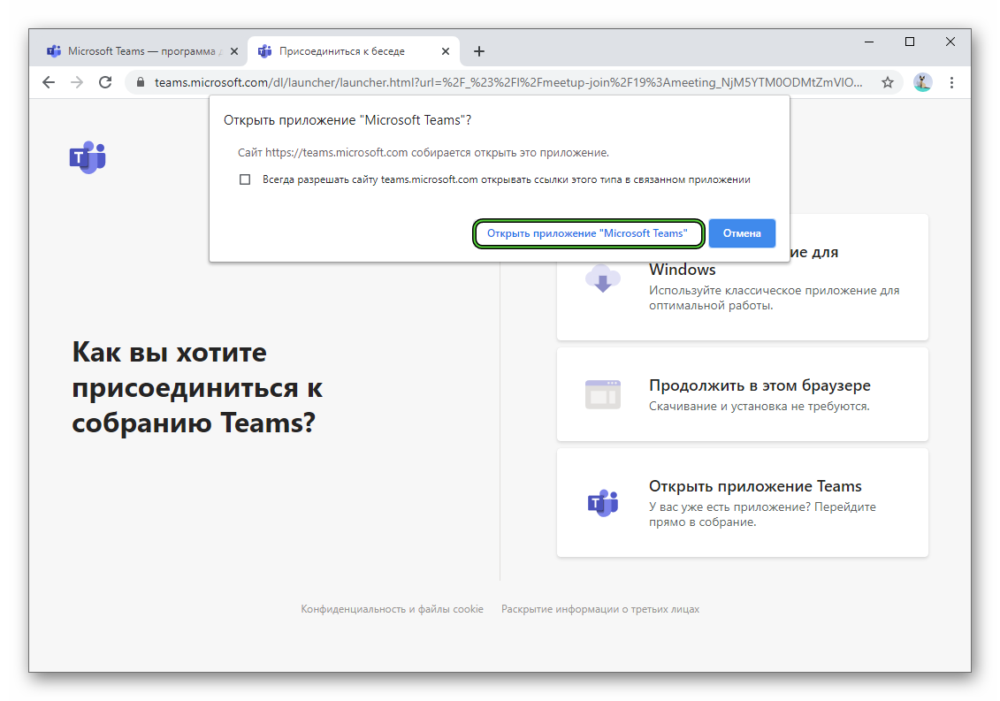 Microsoft Teams — программа д
Присоединиться к беседе
teams.microsoft.com/dl/launcher/launcher.html?url=%2F_%23%2Fl%2Fmeetup-join%2F19%3Ameeting_NjM5YTM0ODMtZmVlO...
Открыть приложение "Microsoft Teams"?
Сайт https://teams.microsoft.com собирается открыть это приложение.
Всегда разрешать сайту teams.microsoft.com открывать ссылки этого типа в связанном приложении
Открыть приложение "Microsoft Teams"
Отмена
ие для
Windows
Используйте классическое приложение для
оптимальной работы.
Как вы хотите
присоединиться к
собранию Teams?
Продолжить в этом браузере
Скачивание и установка не требуются.
Открыть приложение Teams
У вас уже есть приложение? Перейдите
прямо в собрание.
Конфиденциальность и файлы cookie
Раскрытие информации о третьих лицах